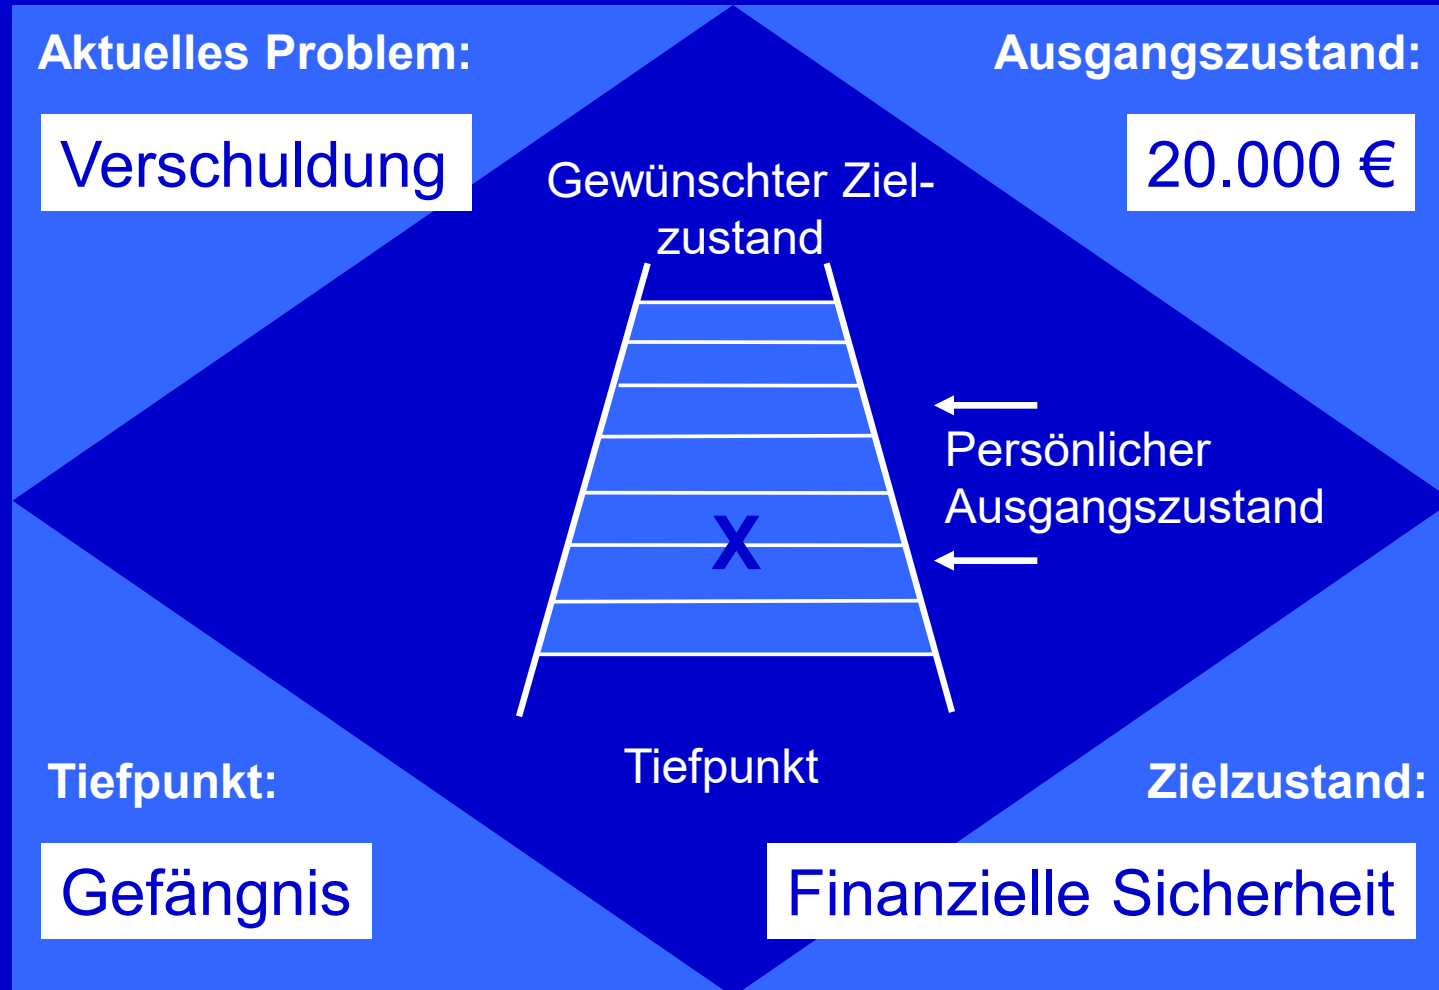 Aktuelles Problem:
Ausgangszustand:
Verschuldung
20.000 €
Gewünschter Ziel-
zustand
Persönlicher
Ausgangszustand
X
Tiefpunkt
Tiefpunkt:
Zielzustand:
Gefängnis
Finanzielle Sicherheit